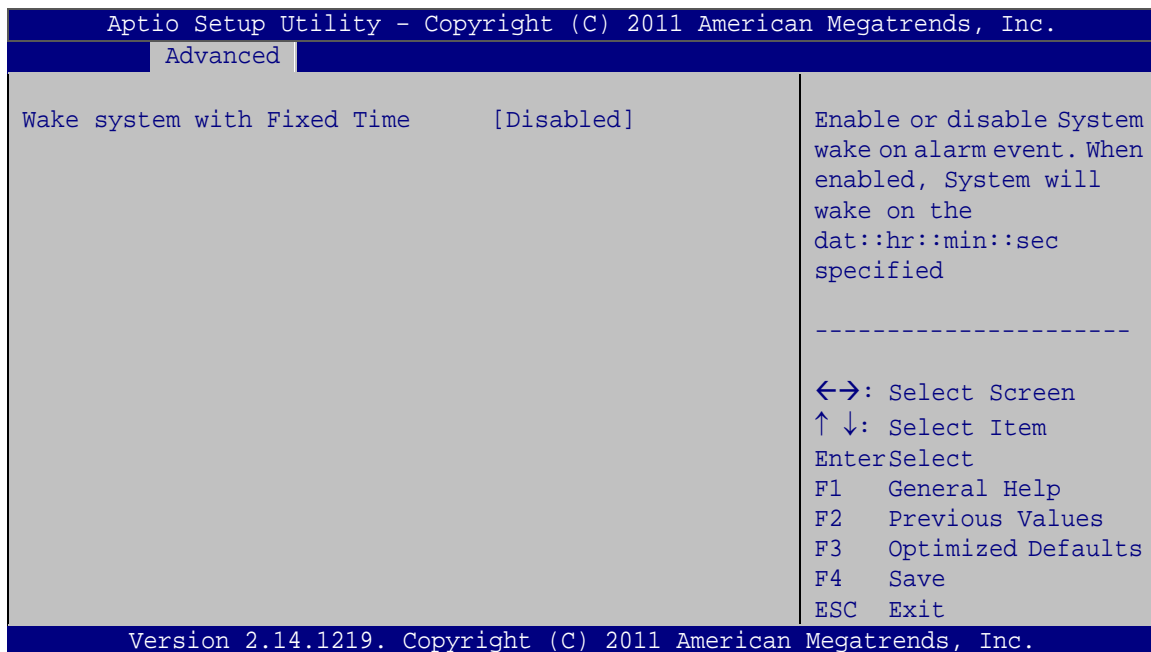 Aptio Setup Utility – Copyright (C) 2011 American Megatrends, Inc.
Advanced
Wake system with Fixed Time [Disabled]
Enable or disable System
wake on alarm event. When
enabled, System will
wake on the
dat::hr::min::sec
specified
----------------------
←→: Select Screen
↑ ↓: Select Item
EnterSelect
F1 General Help
F2 Previous Values
F3 Optimized Defaults
F4 Save
ESC Exit
Version 2.14.1219. Copyright (C) 2011 American Megatrends, Inc.